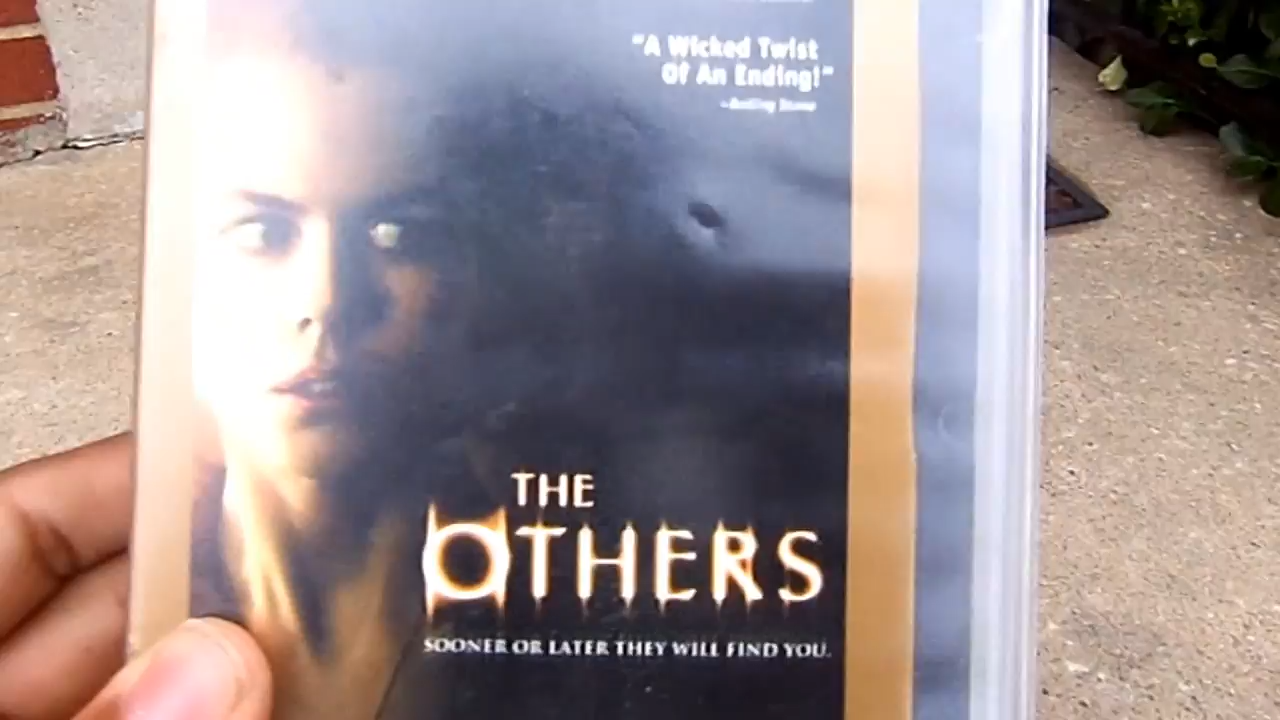 "A Wicked Twist
Of An Ending!"
THE
OTHERS
SOONER OR LATER THEY WILL FIND YOU.